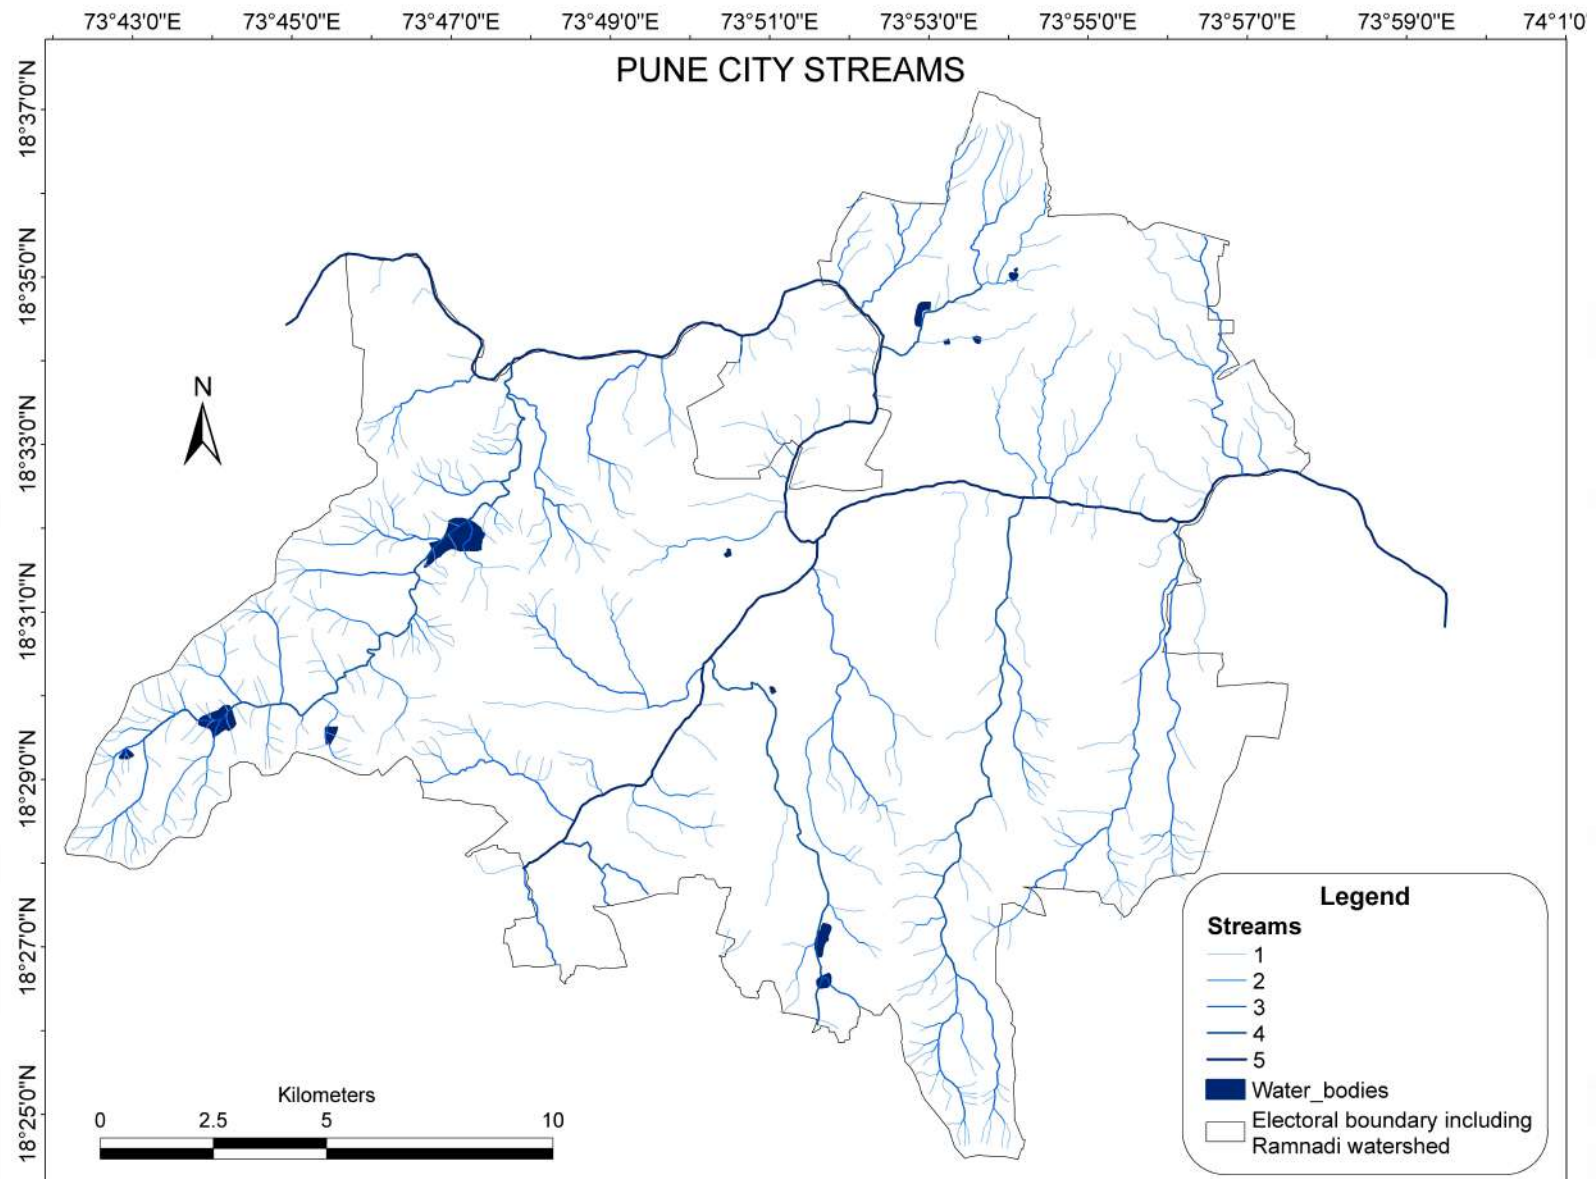 73°43'0"E 73°45'0"E 73°47'0"E 73°49'0"E 73°51'0"E 73°53'0"E 73°55'0"E 73°57'0"E 73°59'0"E 74°1'0
PUNE CITY STREAMS
18°37'0"N
18°35'0"N
18°33'0"N
18°31'0"N
18°29'0"N
18°27'0"N
18°25'0"N
N
Kilometers
0 2.5 5 10
Legend
Streams
1
2
3
4
5
Water_bodies
Electoral boundary including
Ramnadi watershed